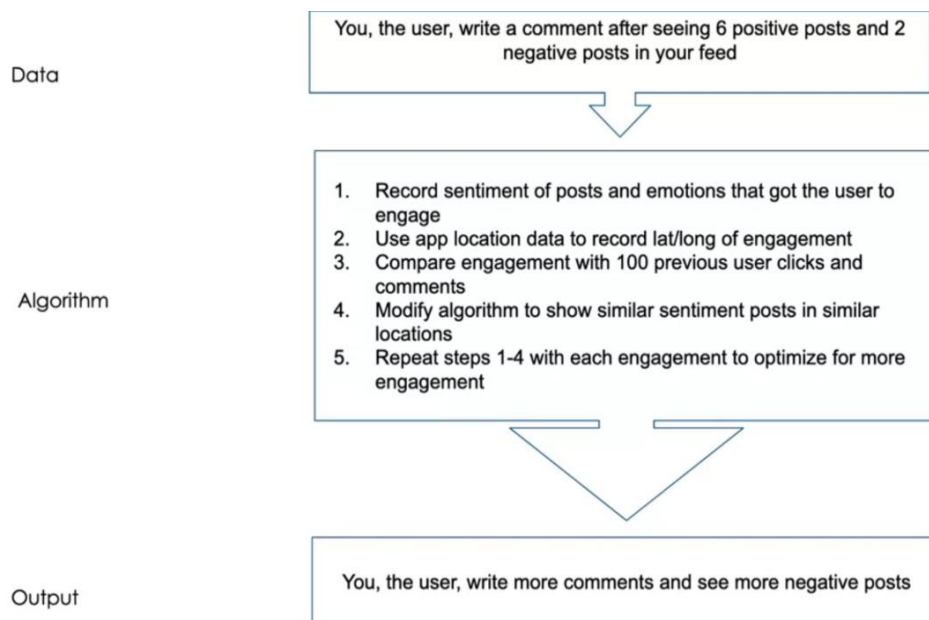 You, the user, write a comment after seeing 6 positive posts and 2
negative posts in your feed
Data
1. Record sentiment of posts and emotions that got the user to
engage
2. Use app location data to record lat/long of engagement
3. Compare engagement with 100 previous user clicks and
comments
4. Modify algorithm to show similar sentiment posts in similar
locations
5. Repeat steps 1-4 with each engagement to optimize for more
engagement
Algorithm
You, the user, write more comments and see more negative posts
Output